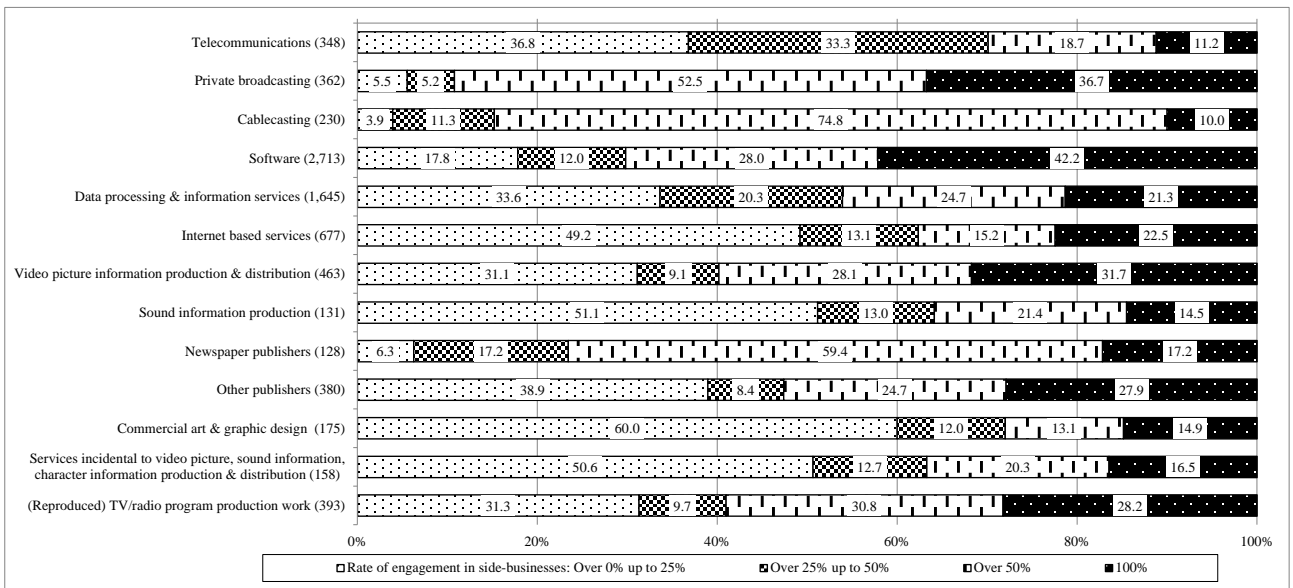 Telecommunications (348) 36.8 33.3 18.7 11.2
Private broadcasting (362) 5.5 5.2 52.5 36.7
Cablecasting (230) 3.9 11.3 74.8 10.0
Software (2,713) 17.8 12.0 28.0 42.2
Data processing & information services (1,645) 33.6 20.3 24.7 21.3
Internet based services (677) 49.2 13.1 15.2 22.5
Video picture information production & distribution (463) 31.1 9.1 28.1 31.7
Sound information production (131) 51.1 13.0 21.4 14.5
Newspaper publishers (128) 6.3 17.2 59.4 17.2
Other publishers (380) 38.9 8.4 24.7 27.9
Commercial art & graphic design (175) 60.0 12.0 13.1 14.9
Services incidental to video picture, sound information,
character information production & distribution (158) 50.6 12.7 20.3 16.5
(Reproduced) TV/radio program production work (393) 31.3 9.7 30.8 28.2
0% 20% 40% 60% 80% 100%
Rate of engagement in side-businesses: Over 0% up to 25% Over 25% up to 50% Over 50% 100%